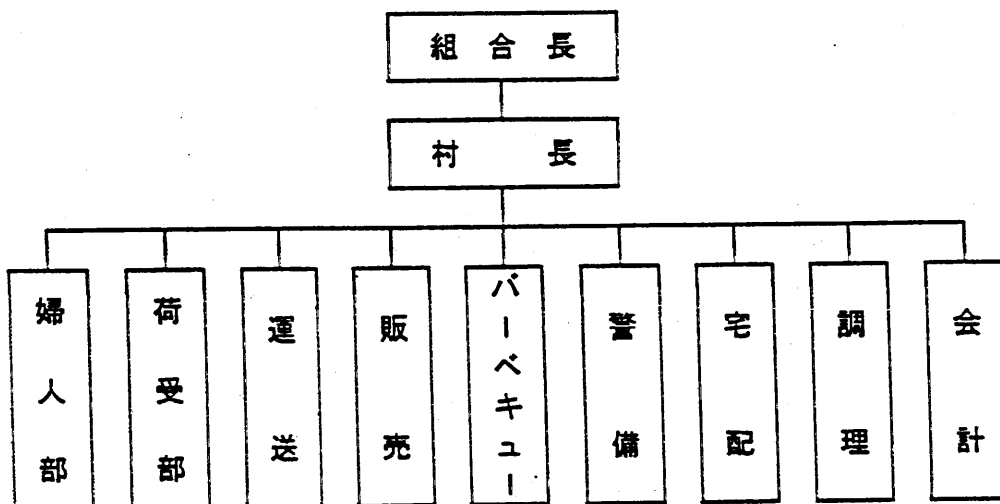 組合長
村長
婦人部
荷受部
運送
販売
バーベキュー
警備
宅配
調理
会計